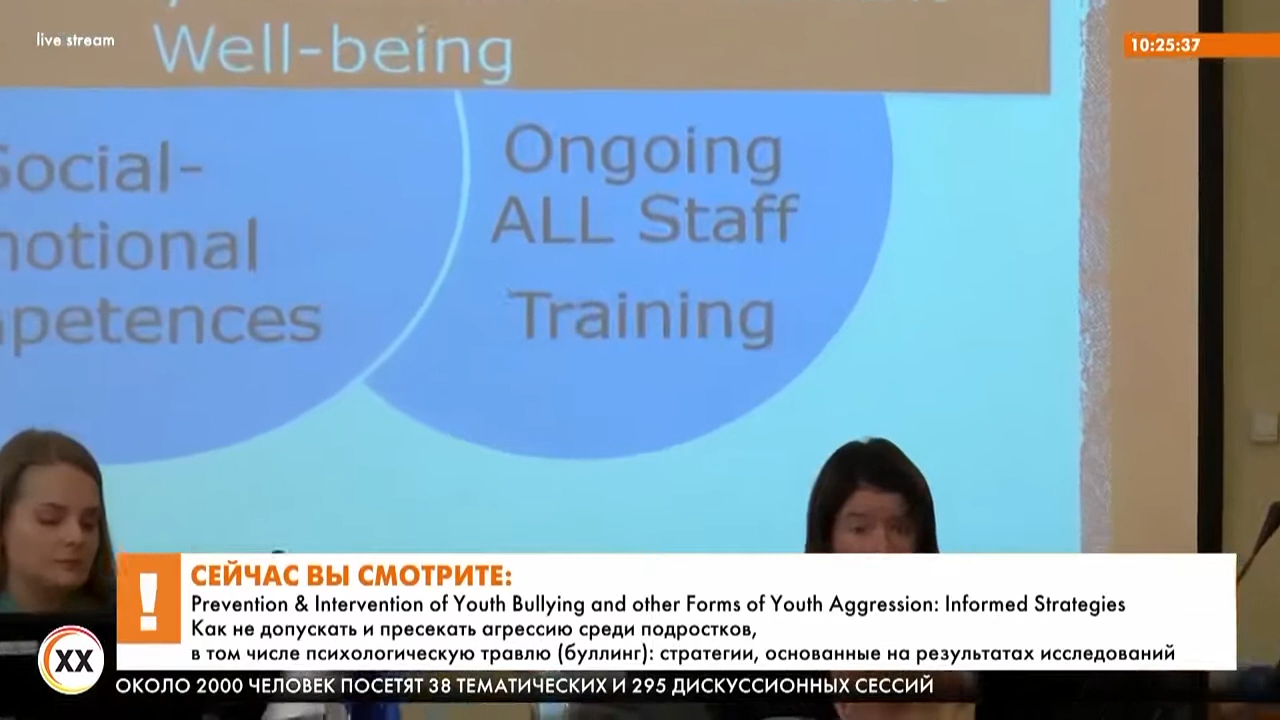 live stream
10:25:37
Well-being
Social-
Ongoing
ALL Staff
Training
СЕЙЧАС ВЫ СМОТРИТЕ:
Prevention & Intervention of Youth Bullying and other Forms of Youth Aggression: Informed Strategies
Как не допускать и пресекать агрессию среди подростков,
в том числе психологическую травлю (буллинг): стратегии, основанные на результатах исследований
XX
ОКОЛО 2000 ЧЕЛОВЕК ПОСЕТЯТ 38 ТЕМАТИЧЕСКИХ И 295 ДИСКУССИОННЫХ СЕССИЙ